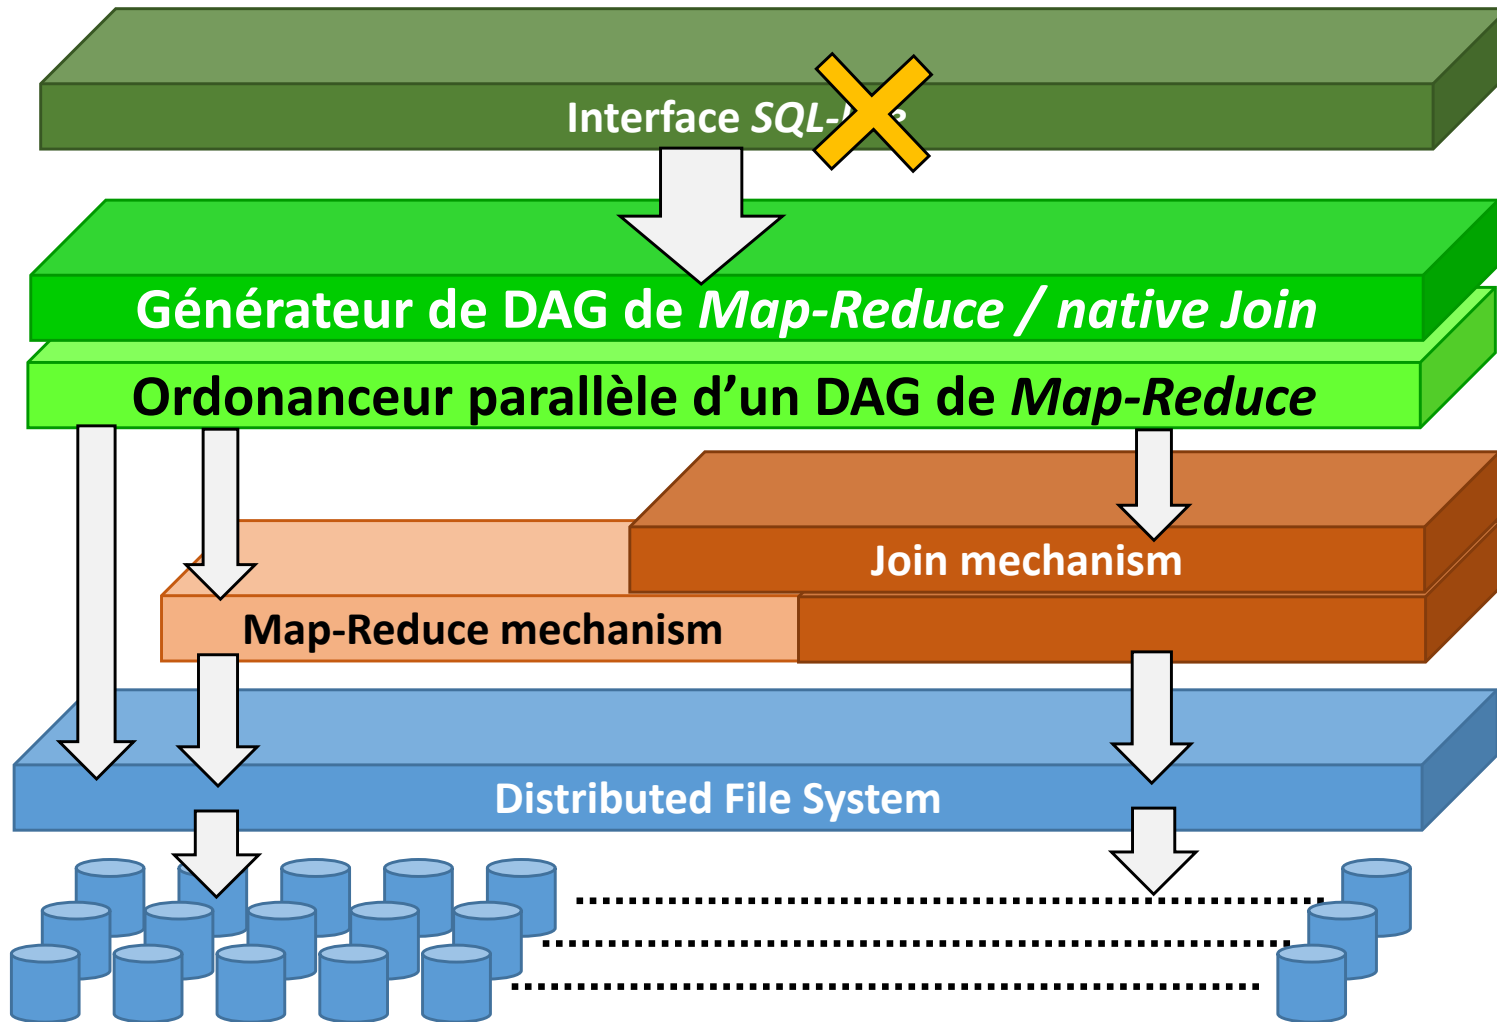 Interface SQL-
Générateur de DAG de Map-Reduce / native Join
Ordonanceur parallèle d’un DAG de Map-Reduce
Join mechanism
Map-Reduce mechanism
Distributed File System